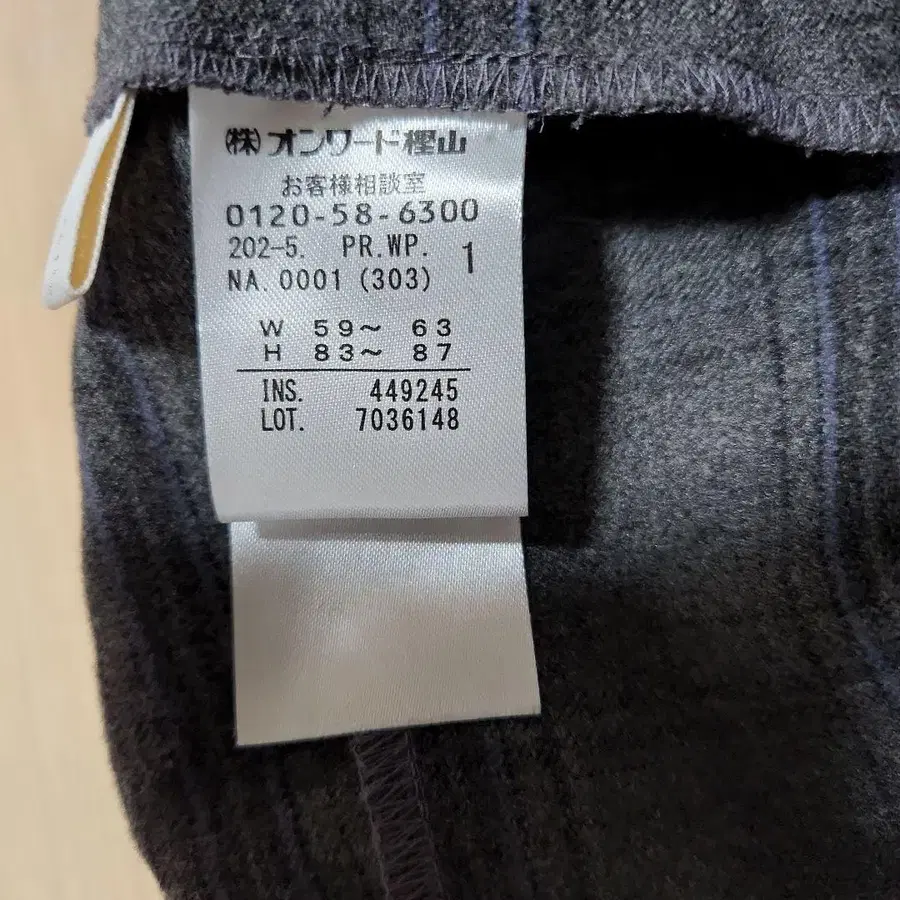 ㈱オンワード樫山
お客様相談室
0120-58-6300
202-5. PR.WP. 1
NA.0001 (303)
W 59～ 63
H 83～ 87
INS. 449245
LOT. 7036148